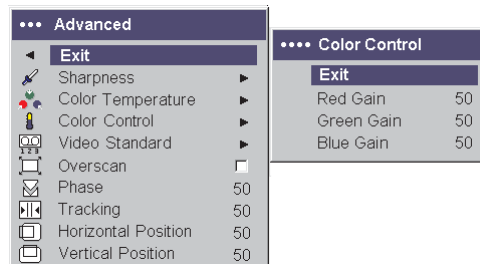 ••• Advanced
Exit
Sharpness
Color Temperature
Color Control
Video Standard
Overscan
Phase 50
Tracking 50
Horizontal Position 50
Vertical Position 50
•••• Color Control
Exit
Red Gain 50
Green Gain 50
Blue Gain 50